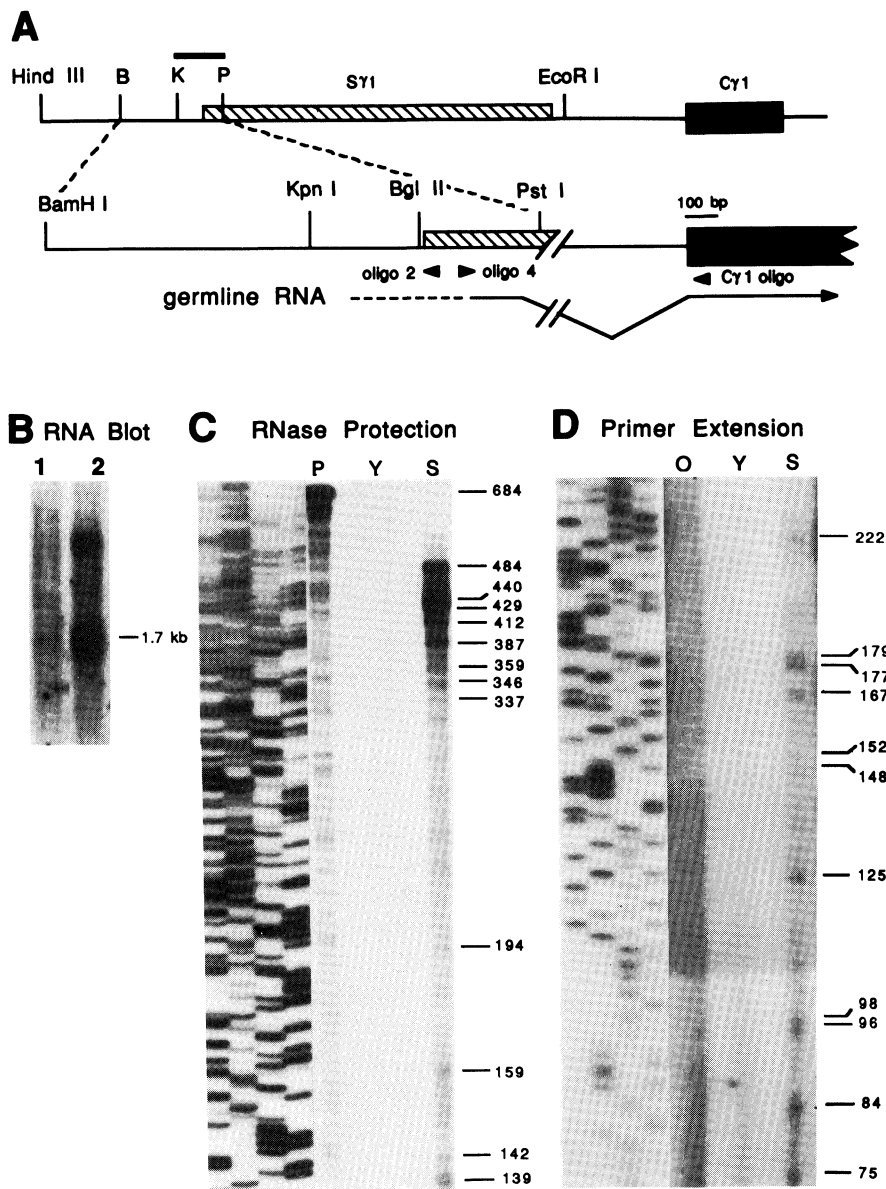 A
Hind III B K P Sγ1 EcoR I Cγ1
BamH I Kpn I Bgl II Pst I 100 bp
oligo 2 oligo 4 Cγ1 oligo
germline RNA
B RNA Blot
1 2
1.7 kb
C RNase Protection
P Y S
684
484
440
429
412
387
359
346
337
194
159
142
139
D Primer Extension
O Y S
222
179
177
167
152
148
125
98
96
84
75